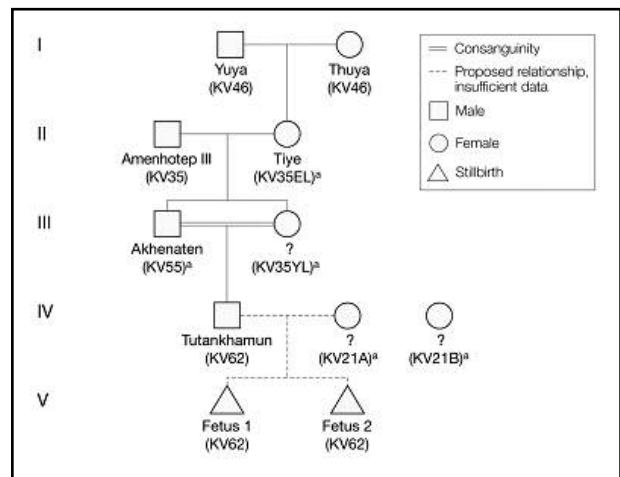 I
Yuya
(KV46)
Thuya
(KV46)
Consanguinity
Proposed relationship,
insufficient data
Male
Female
Stillbirth
II
Amenhotep III
(KV35)
Tiye
(KV35EL)ª
III
Akhenaten
(KV55)ª
?
(KV35YL)ª
IV
Tutankhamun
(KV62)
?
(KV21A)ª
?
(KV21B)ª
V
Fetus 1
(KV62)
Fetus 2
(KV62)